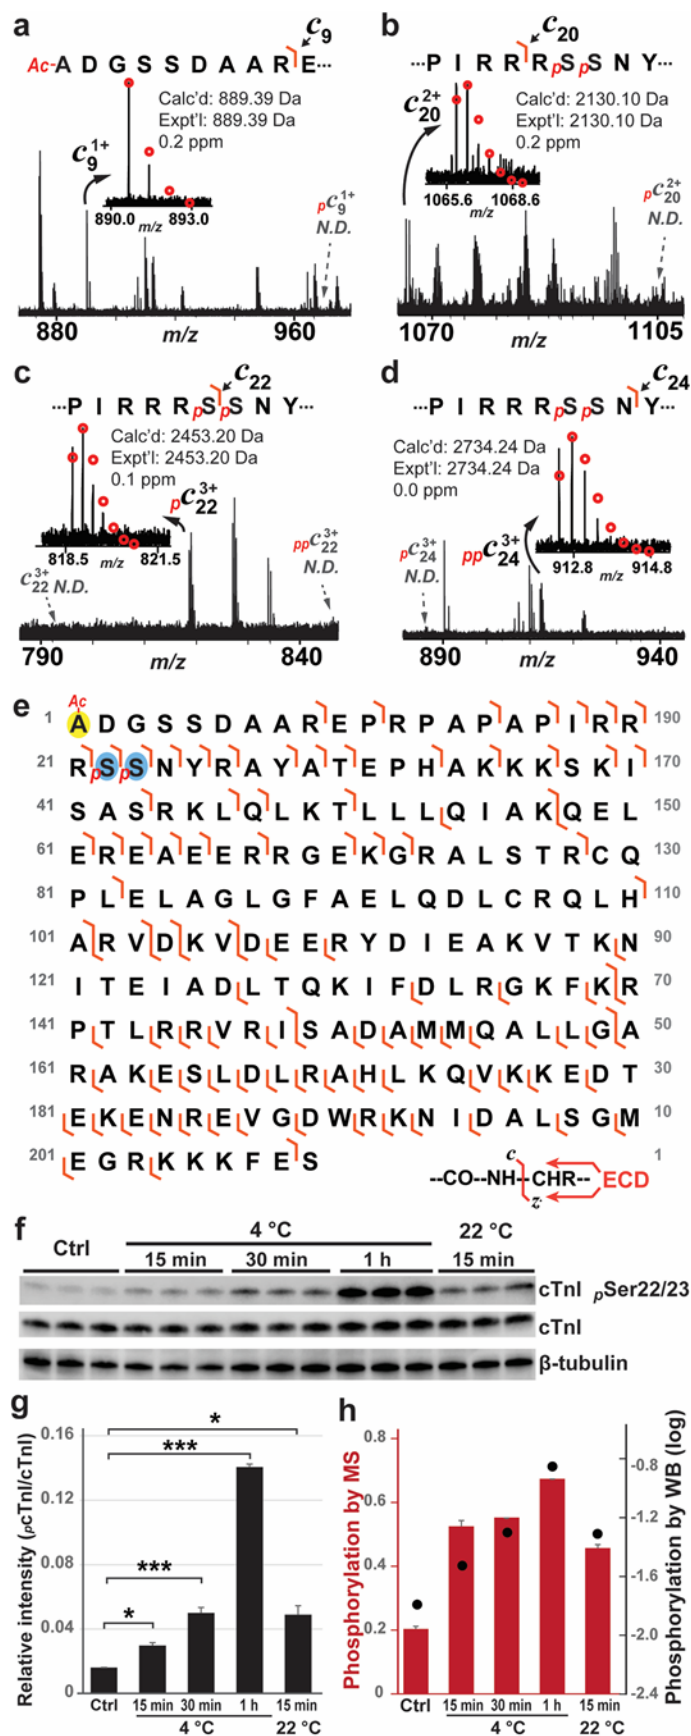 a
c9
Ac-A D G S S D A A R E···
Calc'd: 889.39 Da
Expt'l: 889.39 Da
0.2 ppm
c9 1+
890.0 893.0
m/z
pc9 1+
N.D.
880 960
m/z
b
c20
···P I R R R pS pS N Y···
Calc'd: 2130.10 Da
Expt'l: 2130.10 Da
0.2 ppm
c20 2+
1065.6 1068.6
m/z
pc20 2+
N.D.
1070 1105
m/z
c
c22
···P I R R R pS pS N Y···
Calc'd: 2453.20 Da
Expt'l: 2453.20 Da
0.1 ppm
pc22 3+
818.5 821.5
m/z
ppc22 3+
N.D.
c22 3+ N.D.
790 840
m/z
d
c24
···P I R R R pS pS N Y···
Calc'd: 2734.24 Da
Expt'l: 2734.24 Da
0.0 ppm
ppc24 3+
912.8 914.8
m/z
pc24 3+
N.D.
890 940
m/z
e
Ac
1 A D G S S D A A R E P R P A P A P I R R 190
21 R pS pS N Y R A Y A T E P H A K K K S K I 170
41 S A S R K L Q L K T L L L Q I A K Q E L 150
61 E R E A E E R R G E K G R A L S T R C Q 130
81 P L E L A G L G F A E L Q D L C R Q L H 110
101 A R V D K V D E E R Y D I E A K V T K N 90
121 I T E I A D L T Q K I F D L R G K F K R 70
141 P T L R R V R I S A D A M M Q A L L G A 50
161 R A K E S L D L R A H L K Q V K K E D T 30
181 E K E N R E V G D W R K N I D A L S G M 10
201 E G R K K K F E S 1
c
--CO--NH--CHR-- ECD
z·
f
Ctrl 4 °C 22 °C
15 min 30 min 1 h 15 min
cTnI pSer22/23
cTnI
β-tubulin
g
Relative intensity (pcTnI/cTnI)
0.16
0.12
0.08
0.04
0
*
***
***
*
Ctrl 15 min 30 min 1 h 15 min
4 °C 22 °C
h
Phosphorylation by MS
0.8
0.6
0.4
0.2
0
Phosphorylation by WB (log)
-0.8
-1.2
-1.6
-2.0
-2.4
Ctrl 15 min 30 min 1 h 15 min
4 °C 22 °C